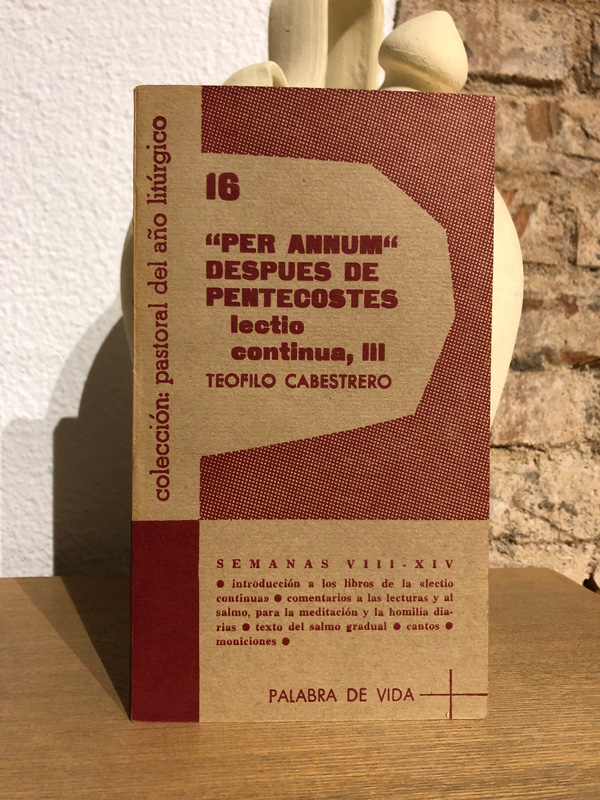 colección: pastoral del año litúrgico
16
“PER ANNUM“
DESPUES DE
PENTECOSTES
lectio
continua, III
TEOFILO CABESTRERO
SEMANAS VIII-XIV
● introducción a los libros de la «lectio
continua» ● comentarios a las lecturas y al
salmo, para la meditación y la homilía dia-
rias ● texto del salmo gradual ● cantos ●
moniciones ●
PALABRA DE VIDA